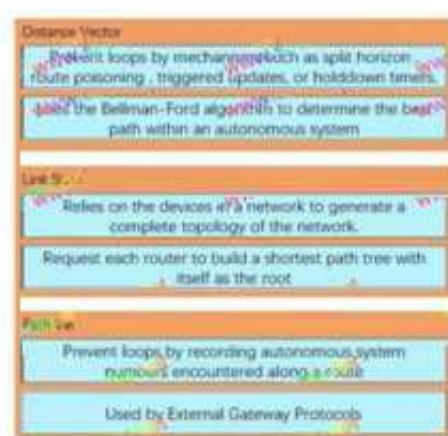 Distance Vector
Prevent loops by mechanisms such as split horizon
route poisoning , triggered updates, or holddown timers.
Uses the Bellman-Ford algorithm to determine the best
path within an autonomous system
Link
Relies on the devices in a network to generate a
complete topology of the network.
Request each router to build a shortest path tree with
itself as the root
Path
Prevent loops by recording autonomous system
numbers encountered along a route
Used by External Gateway Protocols